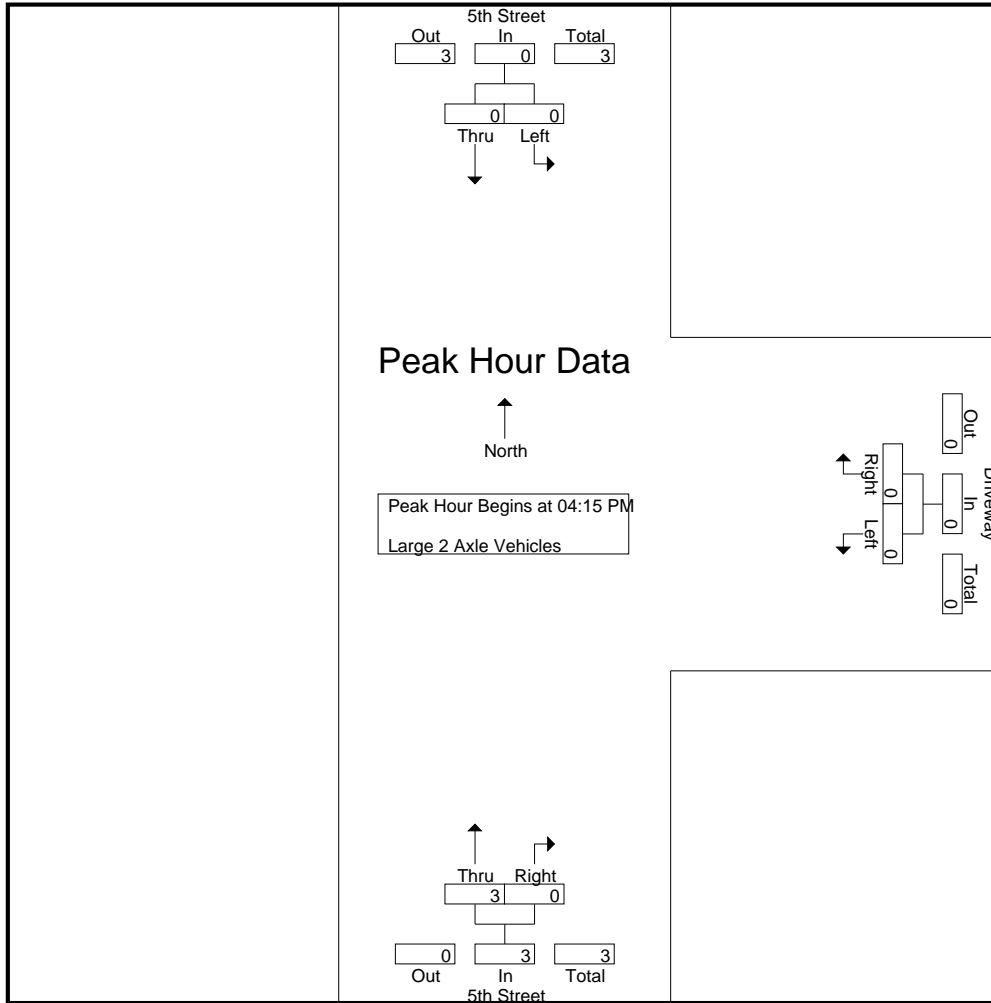 5th Street
Out In Total
3 0 3
0 0
Thru Left
Peak Hour Data
North
Peak Hour Begins at 04:15 PM
Large 2 Axle Vehicles
Driveway
Out In Total
0 0 0
Right Left
0 0
Thru Right
3 0
0 3 3
Out In Total
5th Street